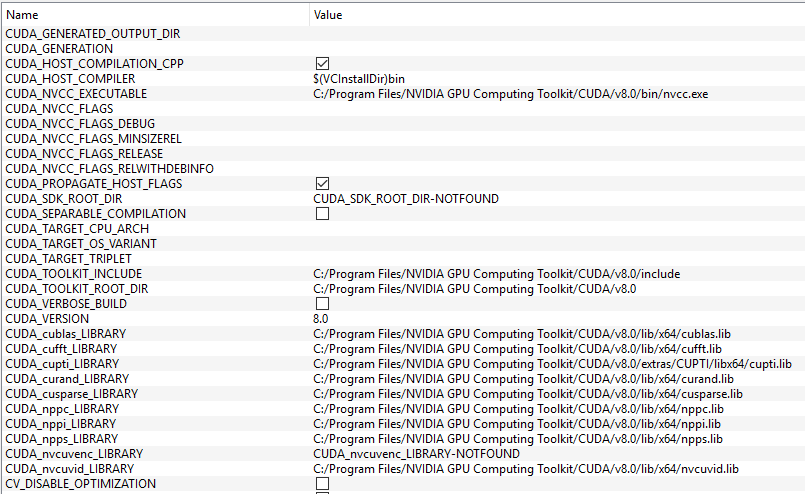 Name Value
CUDA_GENERATED_OUTPUT_DIR
CUDA_GENERATION
CUDA_HOST_COMPILATION_CPP
CUDA_HOST_COMPILER $(VCInstallDir)bin
CUDA_NVCC_EXECUTABLE C:/Program Files/NVIDIA GPU Computing Toolkit/CUDA/v8.0/bin/nvcc.exe
CUDA_NVCC_FLAGS
CUDA_NVCC_FLAGS_DEBUG
CUDA_NVCC_FLAGS_MINSIZEREL
CUDA_NVCC_FLAGS_RELEASE
CUDA_NVCC_FLAGS_RELWITHDEBINFO
CUDA_PROPAGATE_HOST_FLAGS
CUDA_SDK_ROOT_DIR CUDA_SDK_ROOT_DIR-NOTFOUND
CUDA_SEPARABLE_COMPILATION
CUDA_TARGET_CPU_ARCH
CUDA_TARGET_OS_VARIANT
CUDA_TARGET_TRIPLET
CUDA_TOOLKIT_INCLUDE C:/Program Files/NVIDIA GPU Computing Toolkit/CUDA/v8.0/include
CUDA_TOOLKIT_ROOT_DIR C:/Program Files/NVIDIA GPU Computing Toolkit/CUDA/v8.0
CUDA_VERBOSE_BUILD
CUDA_VERSION 8.0
CUDA_cublas_LIBRARY C:/Program Files/NVIDIA GPU Computing Toolkit/CUDA/v8.0/lib/x64/cublas.lib
CUDA_cufft_LIBRARY C:/Program Files/NVIDIA GPU Computing Toolkit/CUDA/v8.0/lib/x64/cufft.lib
CUDA_cupti_LIBRARY C:/Program Files/NVIDIA GPU Computing Toolkit/CUDA/v8.0/extras/CUPTI/libx64/cupti.lib
CUDA_curand_LIBRARY C:/Program Files/NVIDIA GPU Computing Toolkit/CUDA/v8.0/lib/x64/curand.lib
CUDA_cusparse_LIBRARY C:/Program Files/NVIDIA GPU Computing Toolkit/CUDA/v8.0/lib/x64/cusparse.lib
CUDA_nppc_LIBRARY C:/Program Files/NVIDIA GPU Computing Toolkit/CUDA/v8.0/lib/x64/nppc.lib
CUDA_nppi_LIBRARY C:/Program Files/NVIDIA GPU Computing Toolkit/CUDA/v8.0/lib/x64/nppi.lib
CUDA_npps_LIBRARY C:/Program Files/NVIDIA GPU Computing Toolkit/CUDA/v8.0/lib/x64/npps.lib
CUDA_nvcuvenc_LIBRARY CUDA_nvcuvenc_LIBRARY-NOTFOUND
CUDA_nvcuvid_LIBRARY C:/Program Files/NVIDIA GPU Computing Toolkit/CUDA/v8.0/lib/x64/nvcuvid.lib
CV_DISABLE_OPTIMIZATION